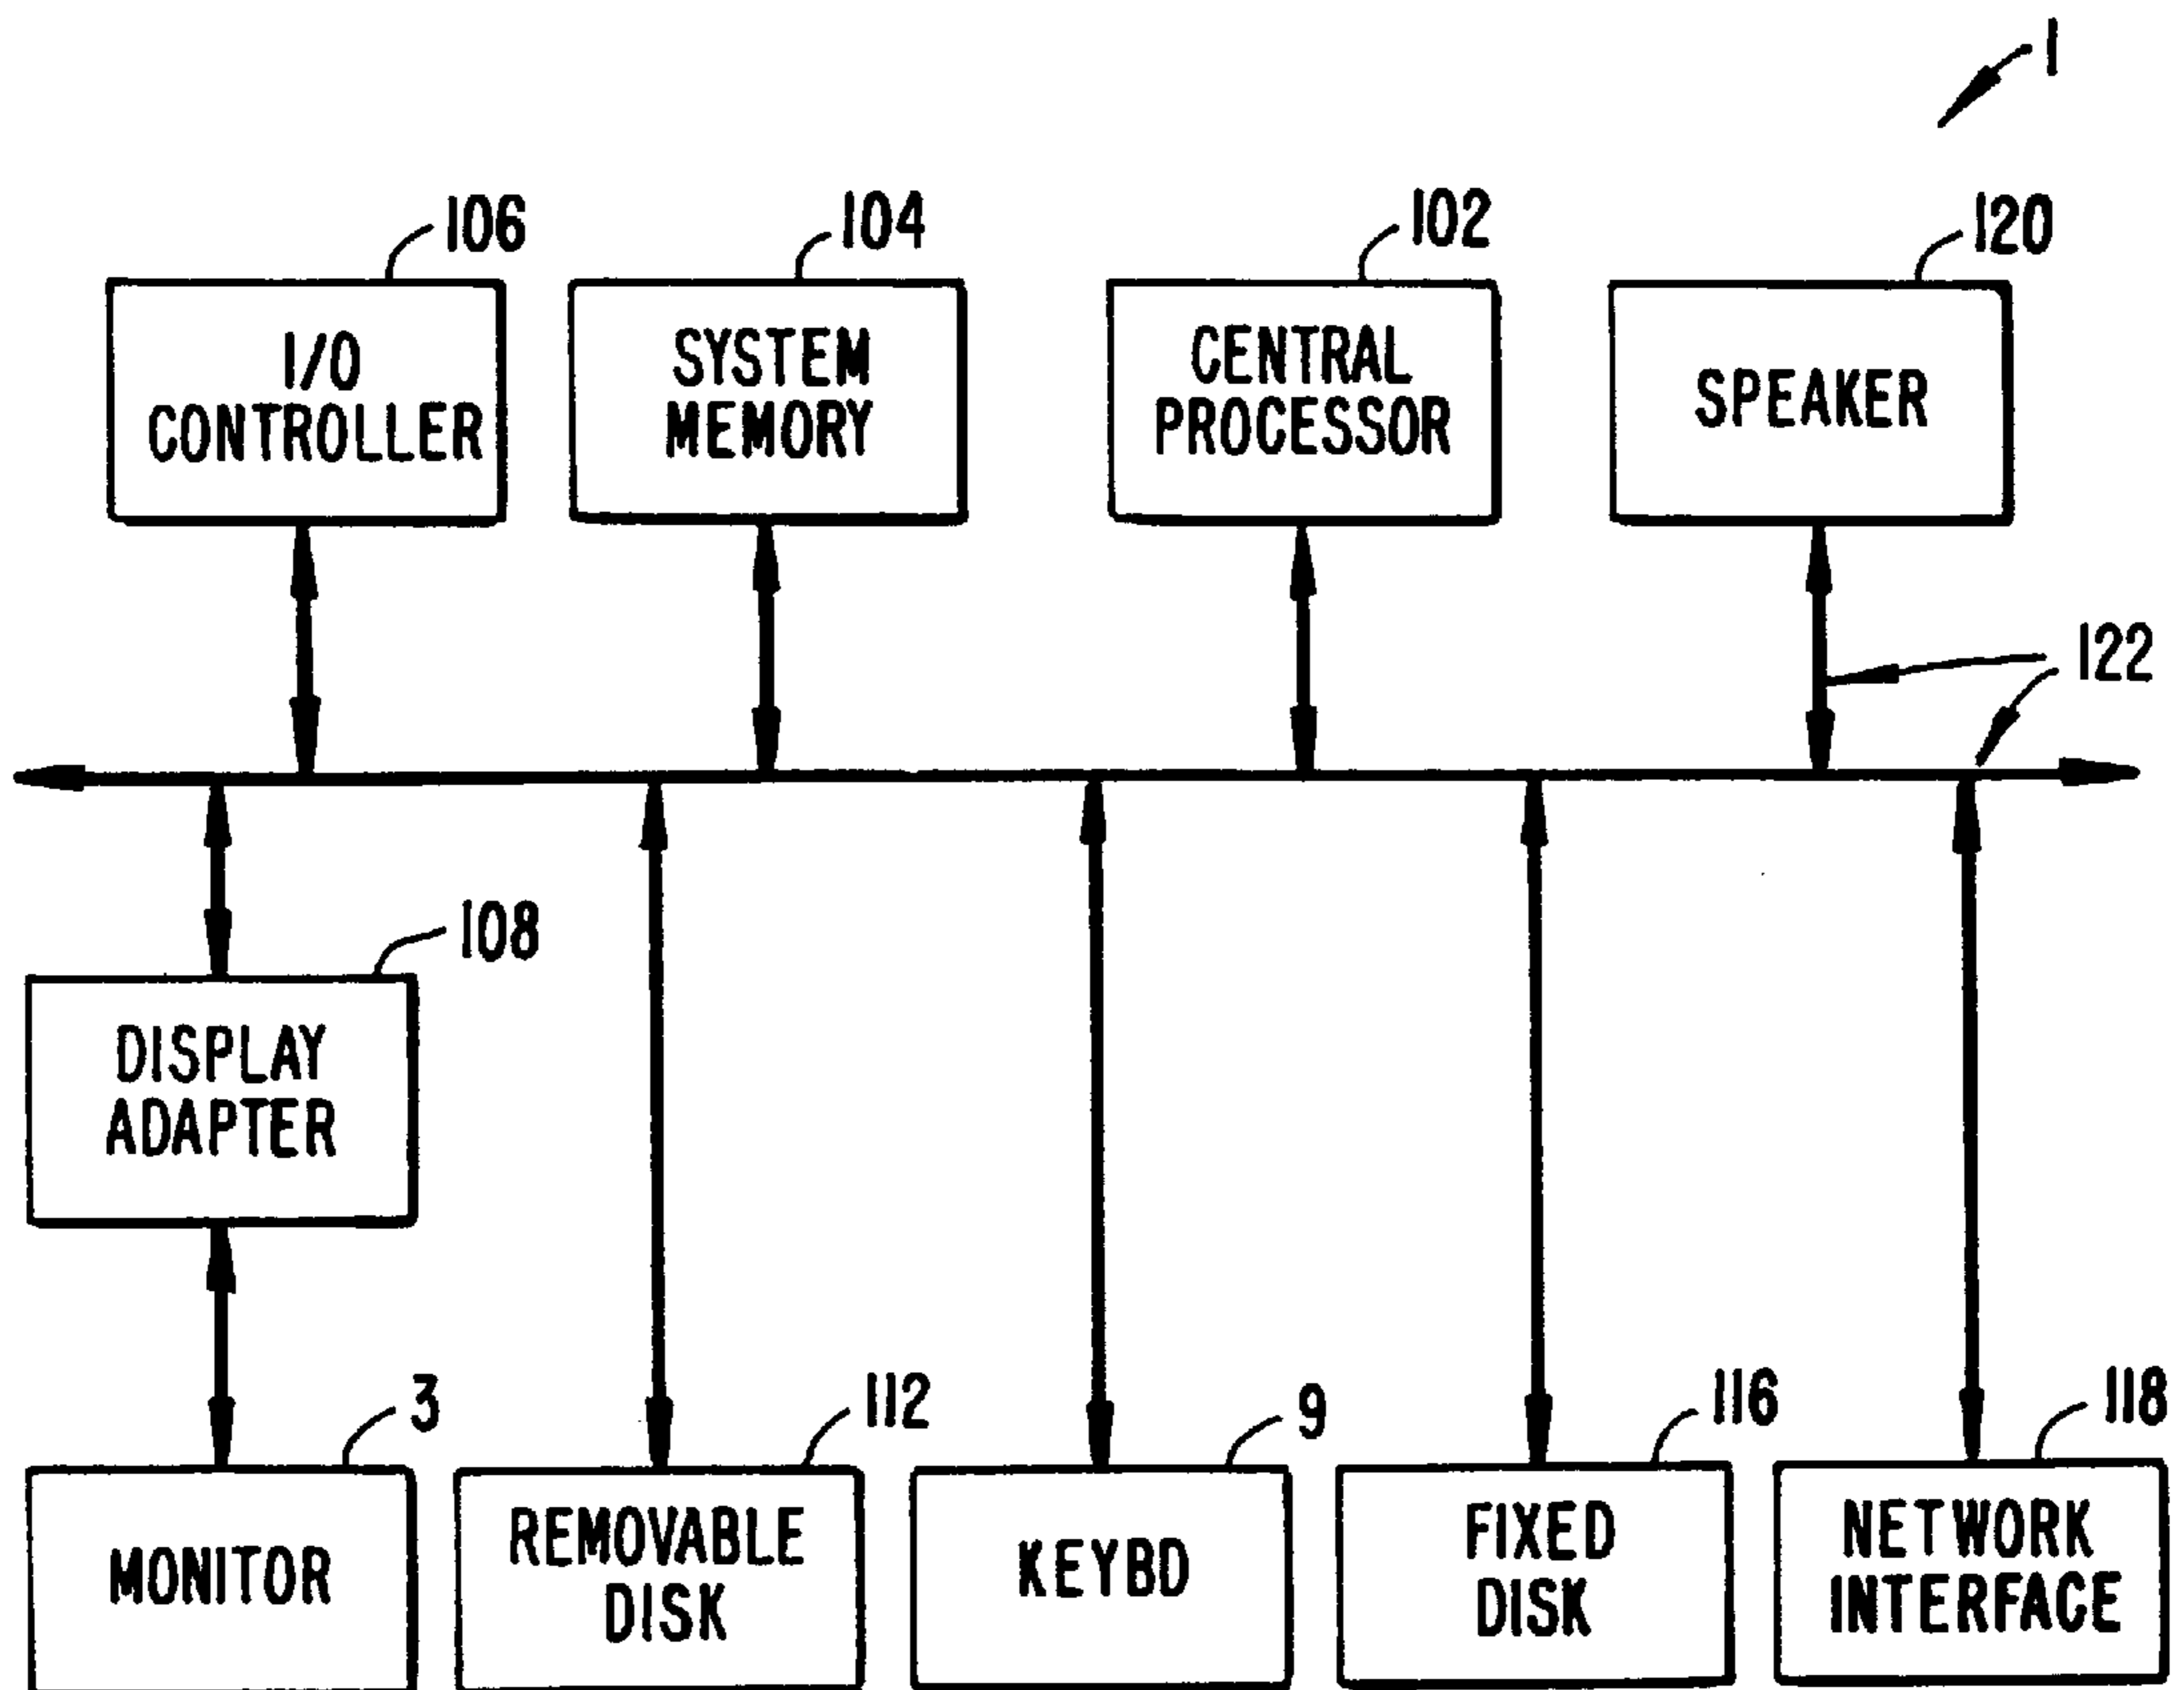 1
106
104
102
120
I/O
CONTROLLER
SYSTEM
MEMORY
CENTRAL
PROCESSOR
SPEAKER
122
108
DISPLAY
ADAPTER
3
112
9
116
118
MONITOR
REMOVABLE
DISK
KEYBD
FIXED
DISK
NETWORK
INTERFACE